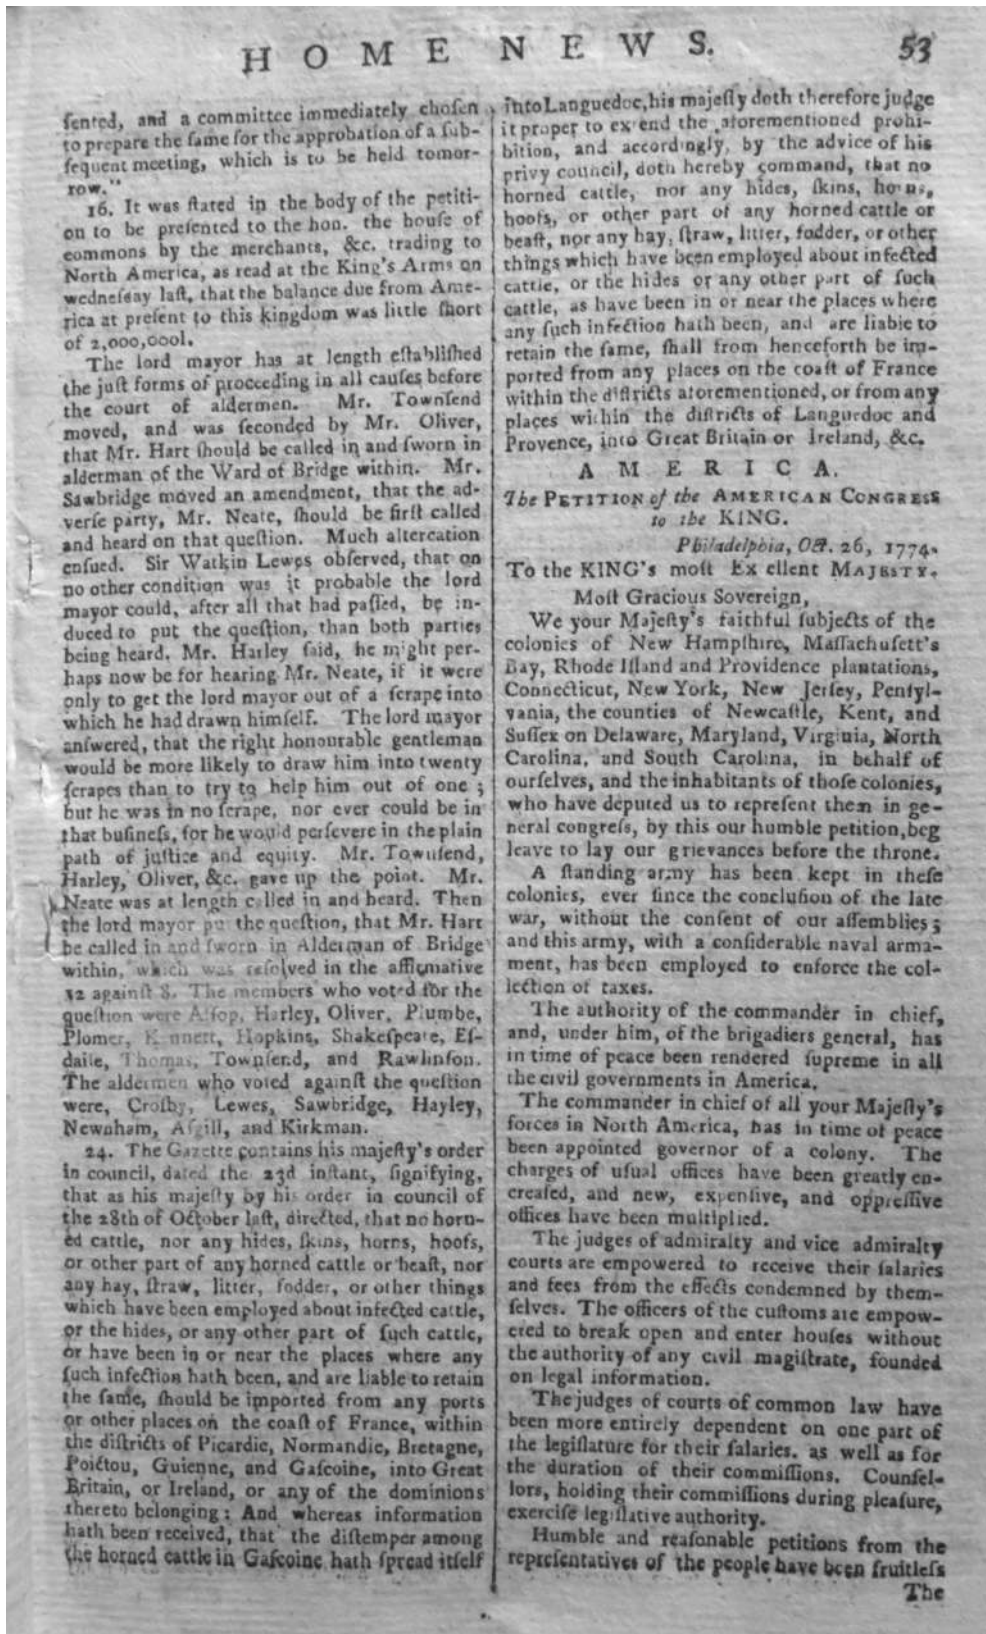 HOME NEWS. 53
ſented, and a committee immediately choſen
to prepare the ſame for the approbation of a ſub-
ſequent meeting, which is to be held tomor-
row."
16. It was ſtated in the body of the petiti-
on to be preſented to the hon. the houſe of
commons by the merchants, &c. trading to
North America, as read at the King's Arms on
wedneſday laſt, that the balance due from Ame-
rica at preſent to this kingdom was little ſhort
of 2,000,000l.
The lord mayor has at length eſtabliſhed
the juſt forms of proceeding in all cauſes before
the court of aldermen. Mr. Townſend
moved, and was ſeconded by Mr. Oliver,
that Mr. Hart ſhould be called in and ſworn in
alderman of the Ward of Bridge within. Mr.
Sawbridge moved an amendment, that the ad-
verſe party, Mr. Neate, ſhould be firſt called
and heard on that queſtion. Much altercation
enſued. Sir Watkin Lewes obſerved, that on
no other condition was it probable the lord
mayor could, after all that had paſſed, be in-
duced to put the queſtion, than both parties
being heard. Mr. Harley ſaid, he might per-
haps now be for hearing Mr. Neate, if it were
only to get the lord mayor out of a ſcrape into
which he had drawn himſelf. The lord mayor
anſwered, that the right honourable gentleman
would be more likely to draw him into twenty
ſcrapes than to try to help him out of one;
but he was in no ſcrape, nor ever could be in
that buſineſs, for he would perſevere in the plain
path of juſtice and equity. Mr. Townſend,
Harley, Oliver, &c. gave up the point. Mr.
Neate was at length called in and heard. Then
the lord mayor put the queſtion, that Mr. Hart
be called in and ſworn in Alderman of Bridge
within, which was reſolved in the affirmative
12 againſt 8. The members who voted for the
queſtion were Alſop, Harley, Oliver, Plumbe,
Plomer, Kennett, Hopkins, Shakeſpeare, Eſ-
daile, Thomas, Townſend, and Rawlinſon.
The aldermen who voted againſt the queſtion
were, Croſby, Lewes, Sawbridge, Hayley,
Newnham, Aſgill, and Kirkman.
24. The Gazette contains his majeſty's order
in council, dated the 23d inſtant, ſignifying,
that as his majeſty by his order in council of
the 28th of October laſt, directed, that no horn-
ed cattle, nor any hides, ſkins, horns, hoofs,
or other part of any horned cattle or beaſt, nor
any hay, ſtraw, litter, fodder, or other things
which have been employed about infected cattle,
or the hides, or any other part of ſuch cattle,
or have been in or near the places where any
ſuch infection hath been, and are liable to retain
the ſame, ſhould be imported from any ports
or other places on the coaſt of France, within
the diſtricts of Picardie, Normandie, Bretagne,
Poictou, Guienne, and Gaſcoine, into Great
Britain, or Ireland, or any of the dominions
thereto belonging: And whereas information
hath been received, that the diſtemper among
the horned cattle in Gaſcoine hath ſpread itſelf
into Languedoc, his majeſty doth therefore judge
it proper to extend the aforementioned prohi-
bition, and accordingly, by the advice of his
privy council, doth hereby command, that no
horned cattle, nor any hides, ſkins, horns,
hoofs, or other part of any horned cattle or
beaſt, nor any hay, ſtraw, litter, fodder, or other
things which have been employed about infected
cattle, or the hides or any other part of ſuch
cattle, as have been in or near the places where
any ſuch infection hath been, and are liable to
retain the ſame, ſhall from henceforth be im-
ported from any places on the coaſt of France
within the diſtricts aforementioned, or from any
places within the diſtricts of Languedoc and
Provence, into Great Britain or Ireland, &c.
AMERICA.
The PETITION of the AMERICAN CONGRESS
to the KING.
Philadelphia, Oct. 26, 1774.
To the KING's moſt Ex ellent MAJESTY.
Moſt Gracious Sovereign,
We your Majeſty's faithful ſubjects of the
colonies of New Hampſhire, Maſſachuſett's
Bay, Rhode Iſland and Providence plantations,
Connecticut, New York, New Jerſey, Penſyl-
vania, the counties of Newcaſtle, Kent, and
Suſſex on Delaware, Maryland, Virginia, North
Carolina, and South Carolina, in behalf of
ourſelves, and the inhabitants of thoſe colonies,
who have deputed us to repreſent them in ge-
neral congreſs, by this our humble petition, beg
leave to lay our grievances before the throne.
A ſtanding army has been kept in theſe
colonies, ever ſince the concluſion of the late
war, without the conſent of our aſſemblies;
and this army, with a conſiderable naval arma-
ment, has been employed to enforce the col-
lection of taxes.
The authority of the commander in chief,
and, under him, of the brigadiers general, has
in time of peace been rendered ſupreme in all
the civil governments in America.
The commander in chief of all your Majeſty's
forces in North America, has in time of peace
been appointed governor of a colony. The
charges of uſual offices have been greatly en-
creaſed, and new, expenſive, and oppreſſive
offices have been multiplied.
The judges of admiralty and vice admiralty
courts are empowered to receive their ſalaries
and fees from the effects condemned by them-
ſelves. The officers of the cuſtoms are empow-
ered to break open and enter houſes without
the authority of any civil magiſtrate, founded
on legal information.
The judges of courts of common law have
been more entirely dependent on one part of
the legiſlature for their ſalaries, as well as for
the duration of their commiſſions. Counſel-
lors, holding their commiſſions during pleaſure,
exerciſe legiſlative authority.
Humble and reaſonable petitions from the
repreſentatives of the people have been fruitleſs
The